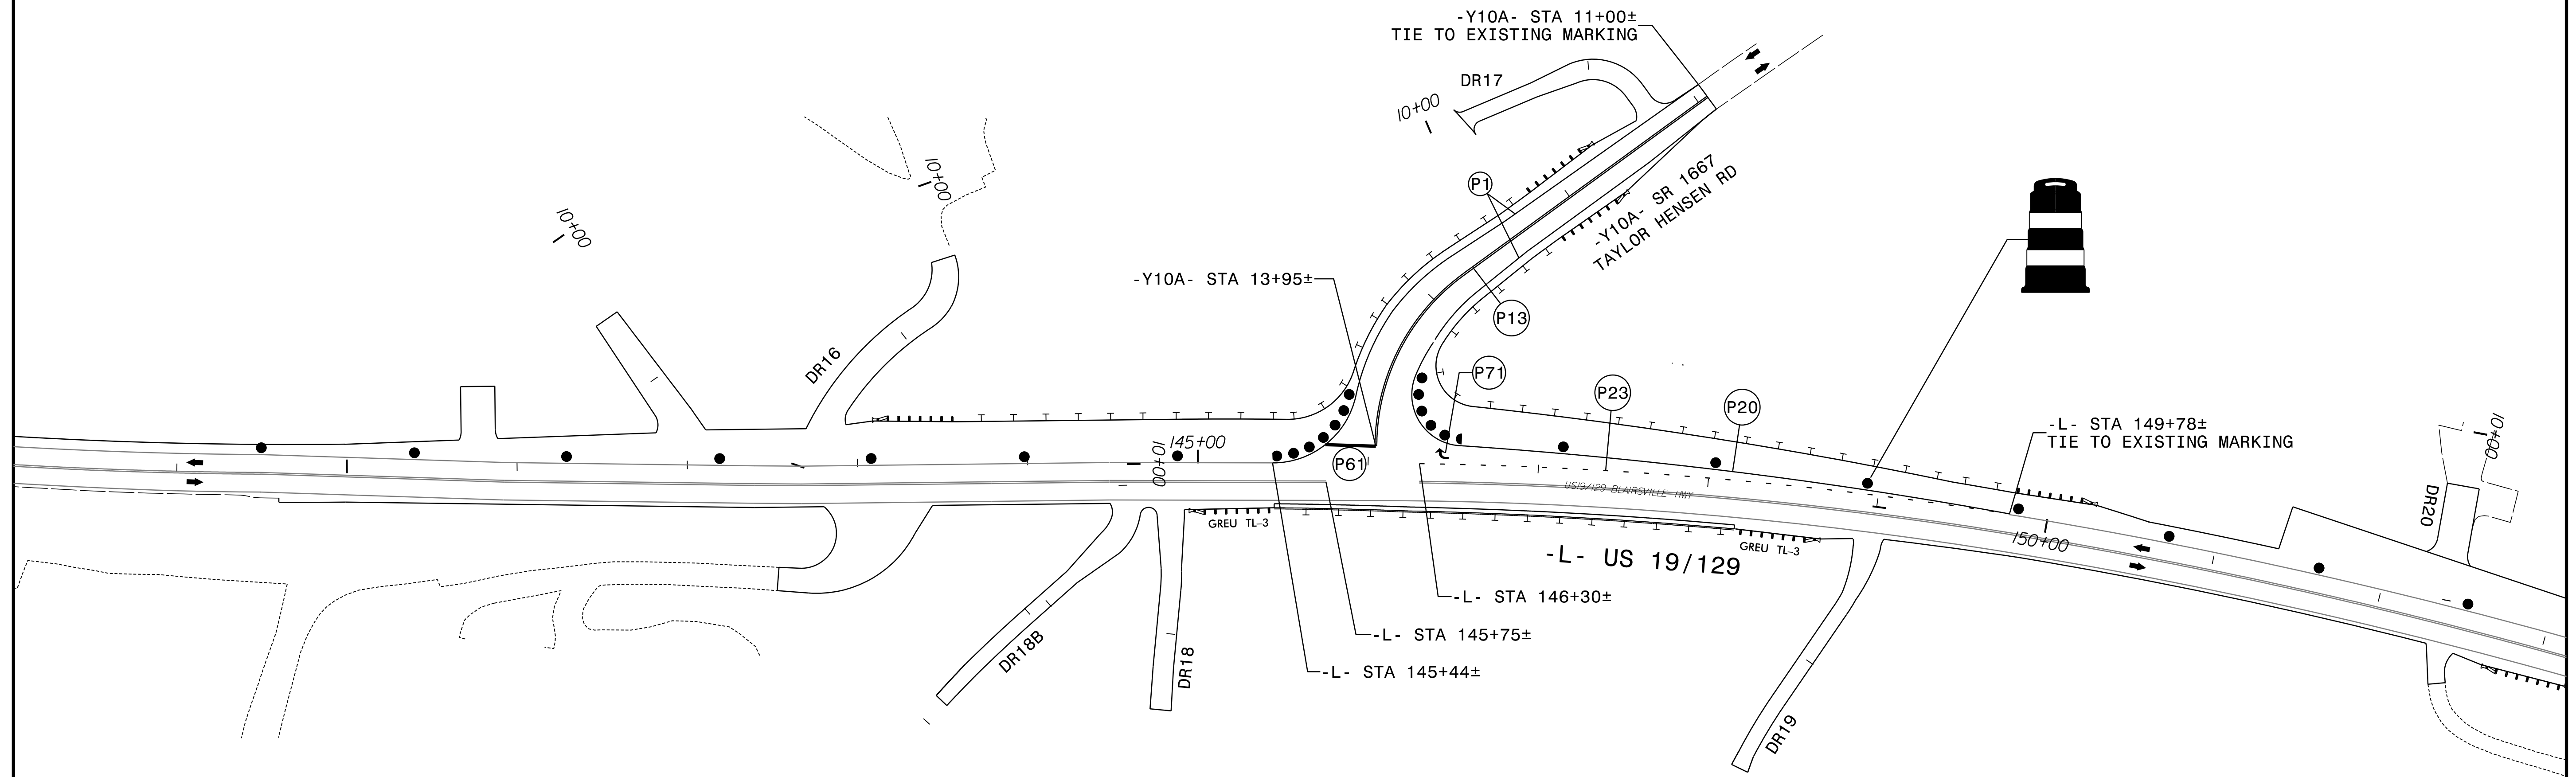 -Y10A- STA 11+00±
TIE TO EXISTING MARKING
DR17
10+00
P1
-Y10A- SR 1667
TAYLOR HENSEN RD
10+00
10+00
-Y10A- STA 13+95±
P13
DR16
P71
P23
P20
-L- STA 149+78±
TIE TO EXISTING MARKING
10+00
145+00
10+00
P61
US19/129 BLAIRSVILLE HWY
DR20
GREU TL-3
150+00
GREU TL-3
-L- US 19/129
-L- STA 146+30±
-L- STA 145+75±
-L- STA 145+44±
DR18B
DR18
DR19